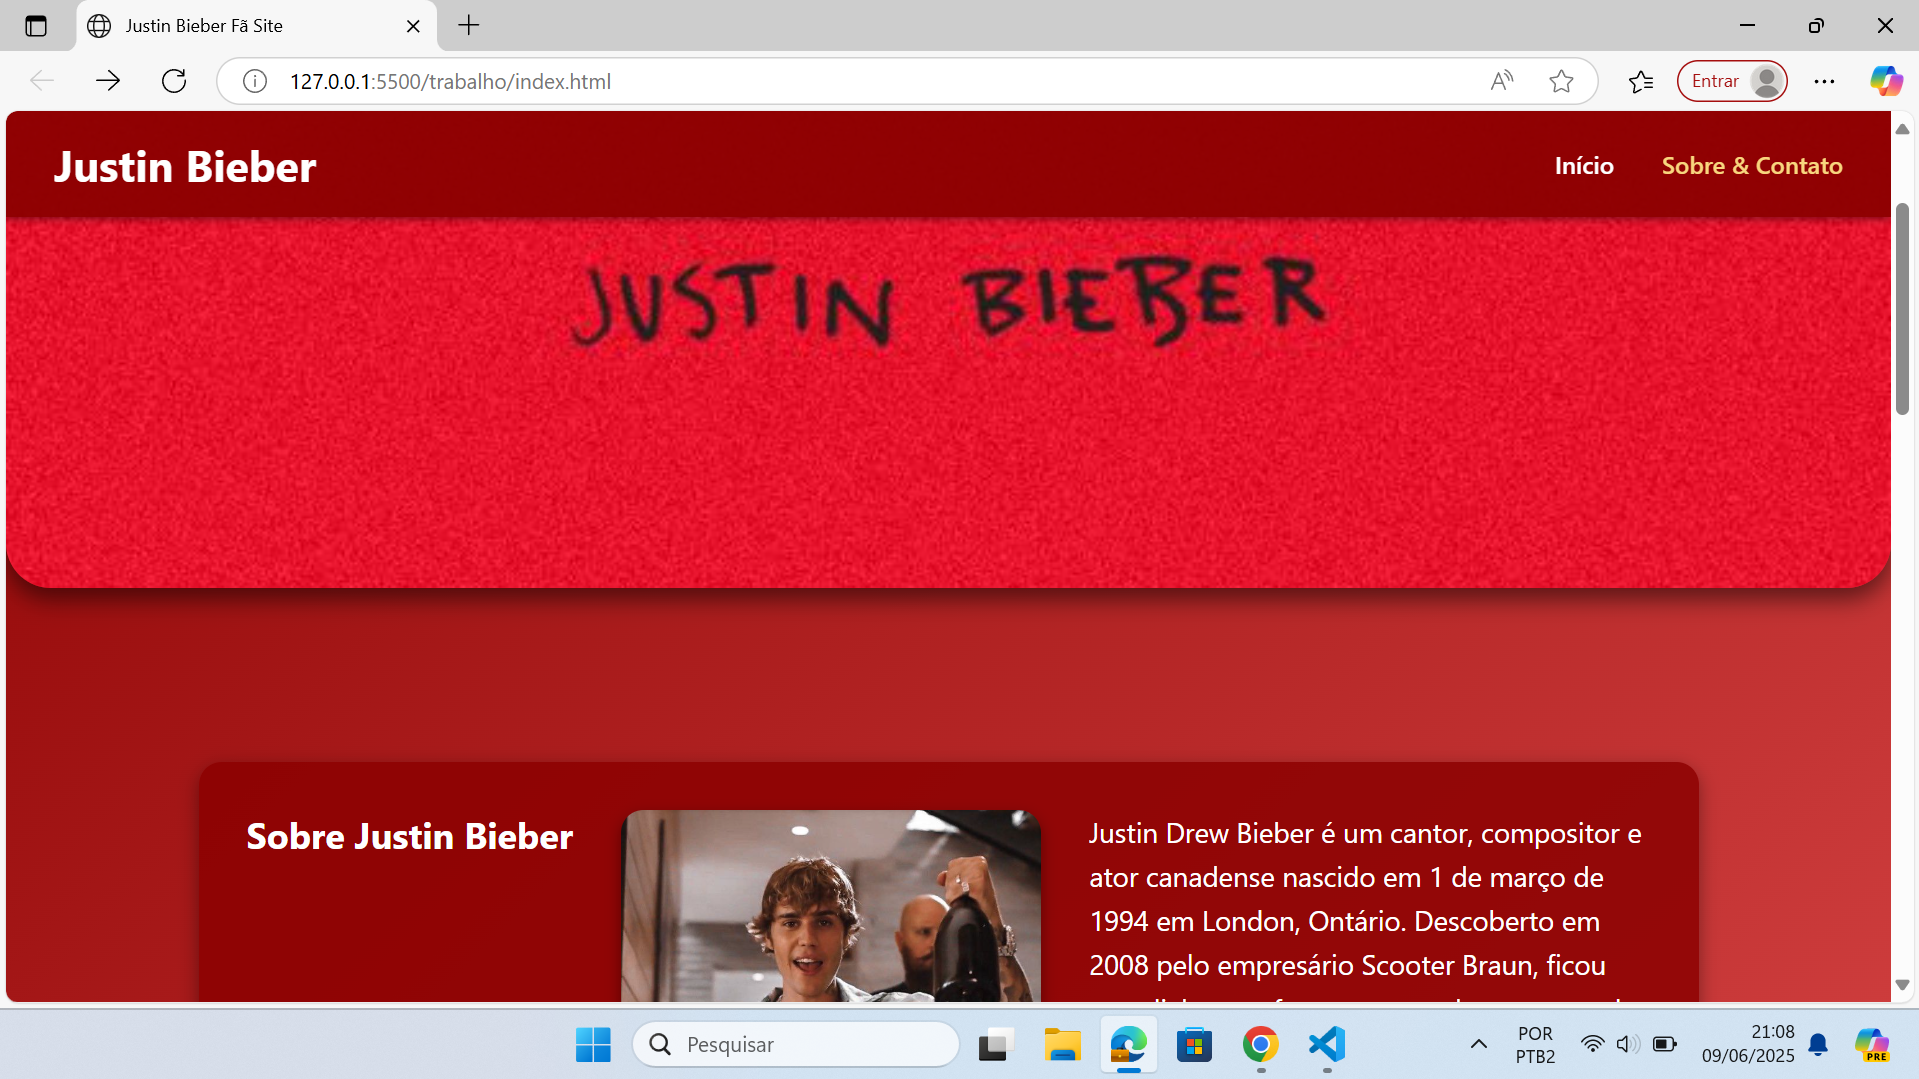 Justin Bieber Fã Site
127.0.0.1:5500/trabalho/index.html
Entrar
Justin Bieber
Início
Sobre & Contato
JUSTIN BIEBER
Sobre Justin Bieber
Justin Drew Bieber é um cantor, compositor e
ator canadense nascido em 1 de março de
1994 em London, Ontário. Descoberto em
2008 pelo empresário Scooter Braun, ficou
Pesquisar
POR
PTB2
21:08
09/06/2025
PRE